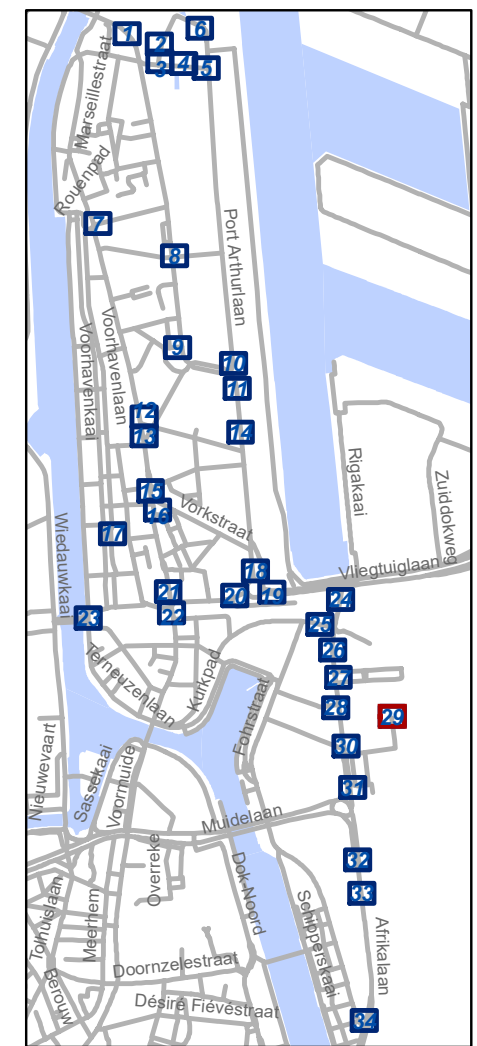 1
2
6
3
4
5
Marseillestraat
Rouenpad
7
Port Arthurlaan
8
Voorhavenlaan
Voorhavenkaai
9
10
11
12
13
14
Rigakaai
Zuiddokweg
15
16
Vorkstraat
17
Wiedauwkaai
18
Vliegtuiglaan
19
20
21
22
23
24
25
26
27
28
29
30
31
Terneuzenlaan
Kurkpad
Fohrstraat
Nieuwevaart
Sassekaai
Voormuide
Muidelaan
Overreke
32
33
Dok-Noord
Schipperskaai
Afrikalaan
Tolhuislaan
Meerhem
Berouw
Doornzelestraat
Désiré Fiévéstraat
34